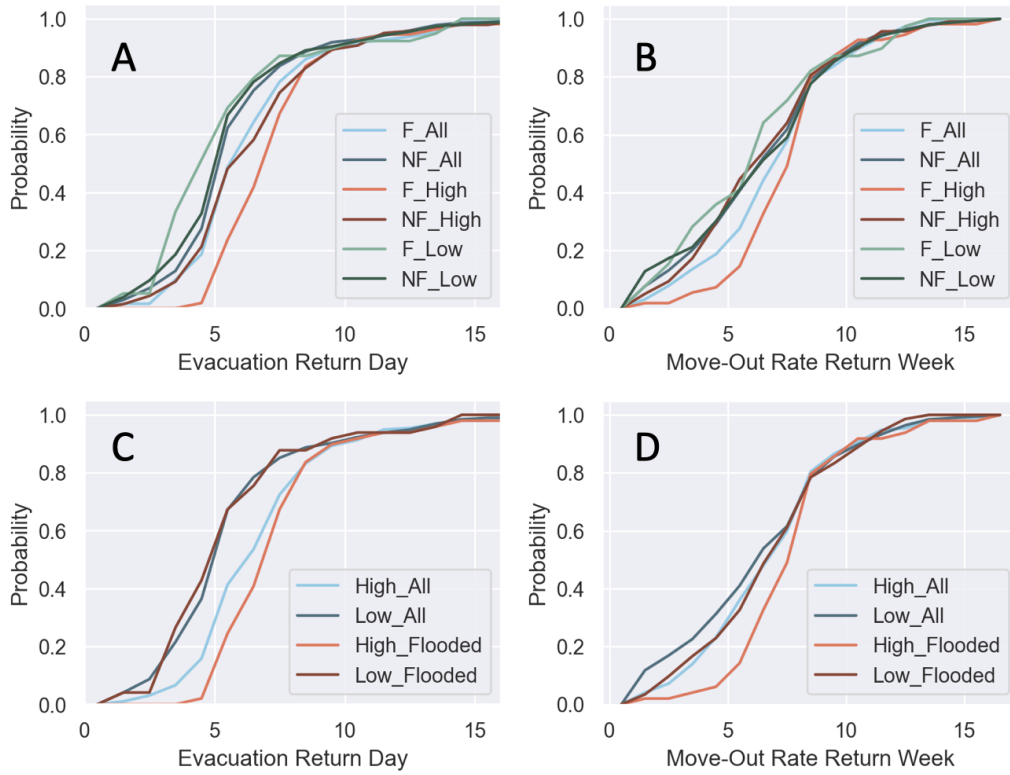 A
1.0
0.8
0.6
0.4
0.2
0.0
Probability
F_All
NF_All
F_High
NF_High
F_Low
NF_Low
0 5 10 15
Evacuation Return Day
B
1.0
0.8
0.6
0.4
0.2
0.0
Probability
F_All
NF_All
F_High
NF_High
F_Low
NF_Low
0 5 10 15
Move-Out Rate Return Week
C
1.0
0.8
0.6
0.4
0.2
0.0
Probability
High_All
Low_All
High_Flooded
Low_Flooded
0 5 10 15
Evacuation Return Day
D
1.0
0.8
0.6
0.4
0.2
0.0
Probability
High_All
Low_All
High_Flooded
Low_Flooded
0 5 10 15
Move-Out Rate Return Week